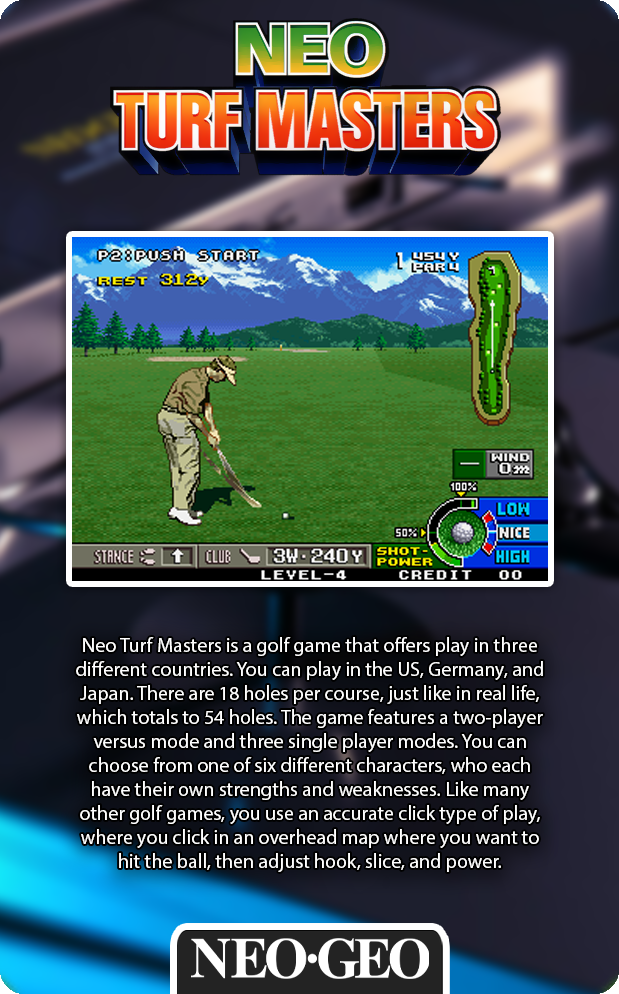 NEO
TURF MASTERS
P2:PUSH START
REST 312y
1 454Y
PAR4
WIND
0m
100%
50%
LOW
NICE
HIGH
SHOT-
POWER
STANCE
CLUB
3W·240Y
LEVEL-4
CREDIT 00
Neo Turf Masters is a golf game that offers play in three
different countries. You can play in the US, Germany, and
Japan. There are 18 holes per course, just like in real life,
which totals to 54 holes. The game features a two-player
versus mode and three single player modes. You can
choose from one of six different characters, who each
have their own strengths and weaknesses. Like many
other golf games, you use an accurate click type of play,
where you click in an overhead map where you want to
hit the ball, then adjust hook, slice, and power.
NEO·GEO